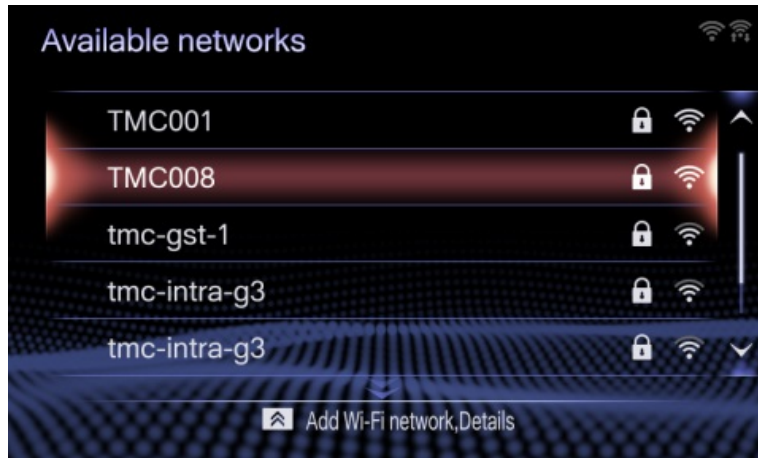 Available networks
TMC001
TMC008
tmc-gst-1
tmc-intra-g3
tmc-intra-g3
Add Wi-Fi network,Details